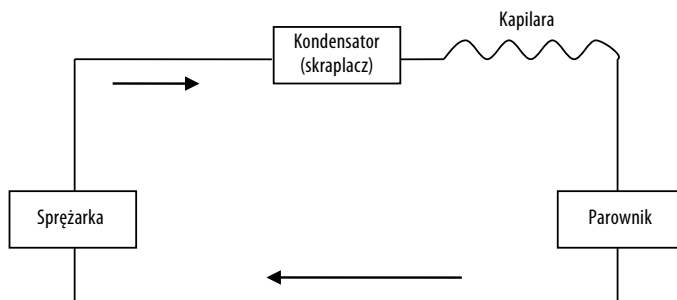 Kapilara
Kondensator
(skraplacz)
Sprężarka
Parownik